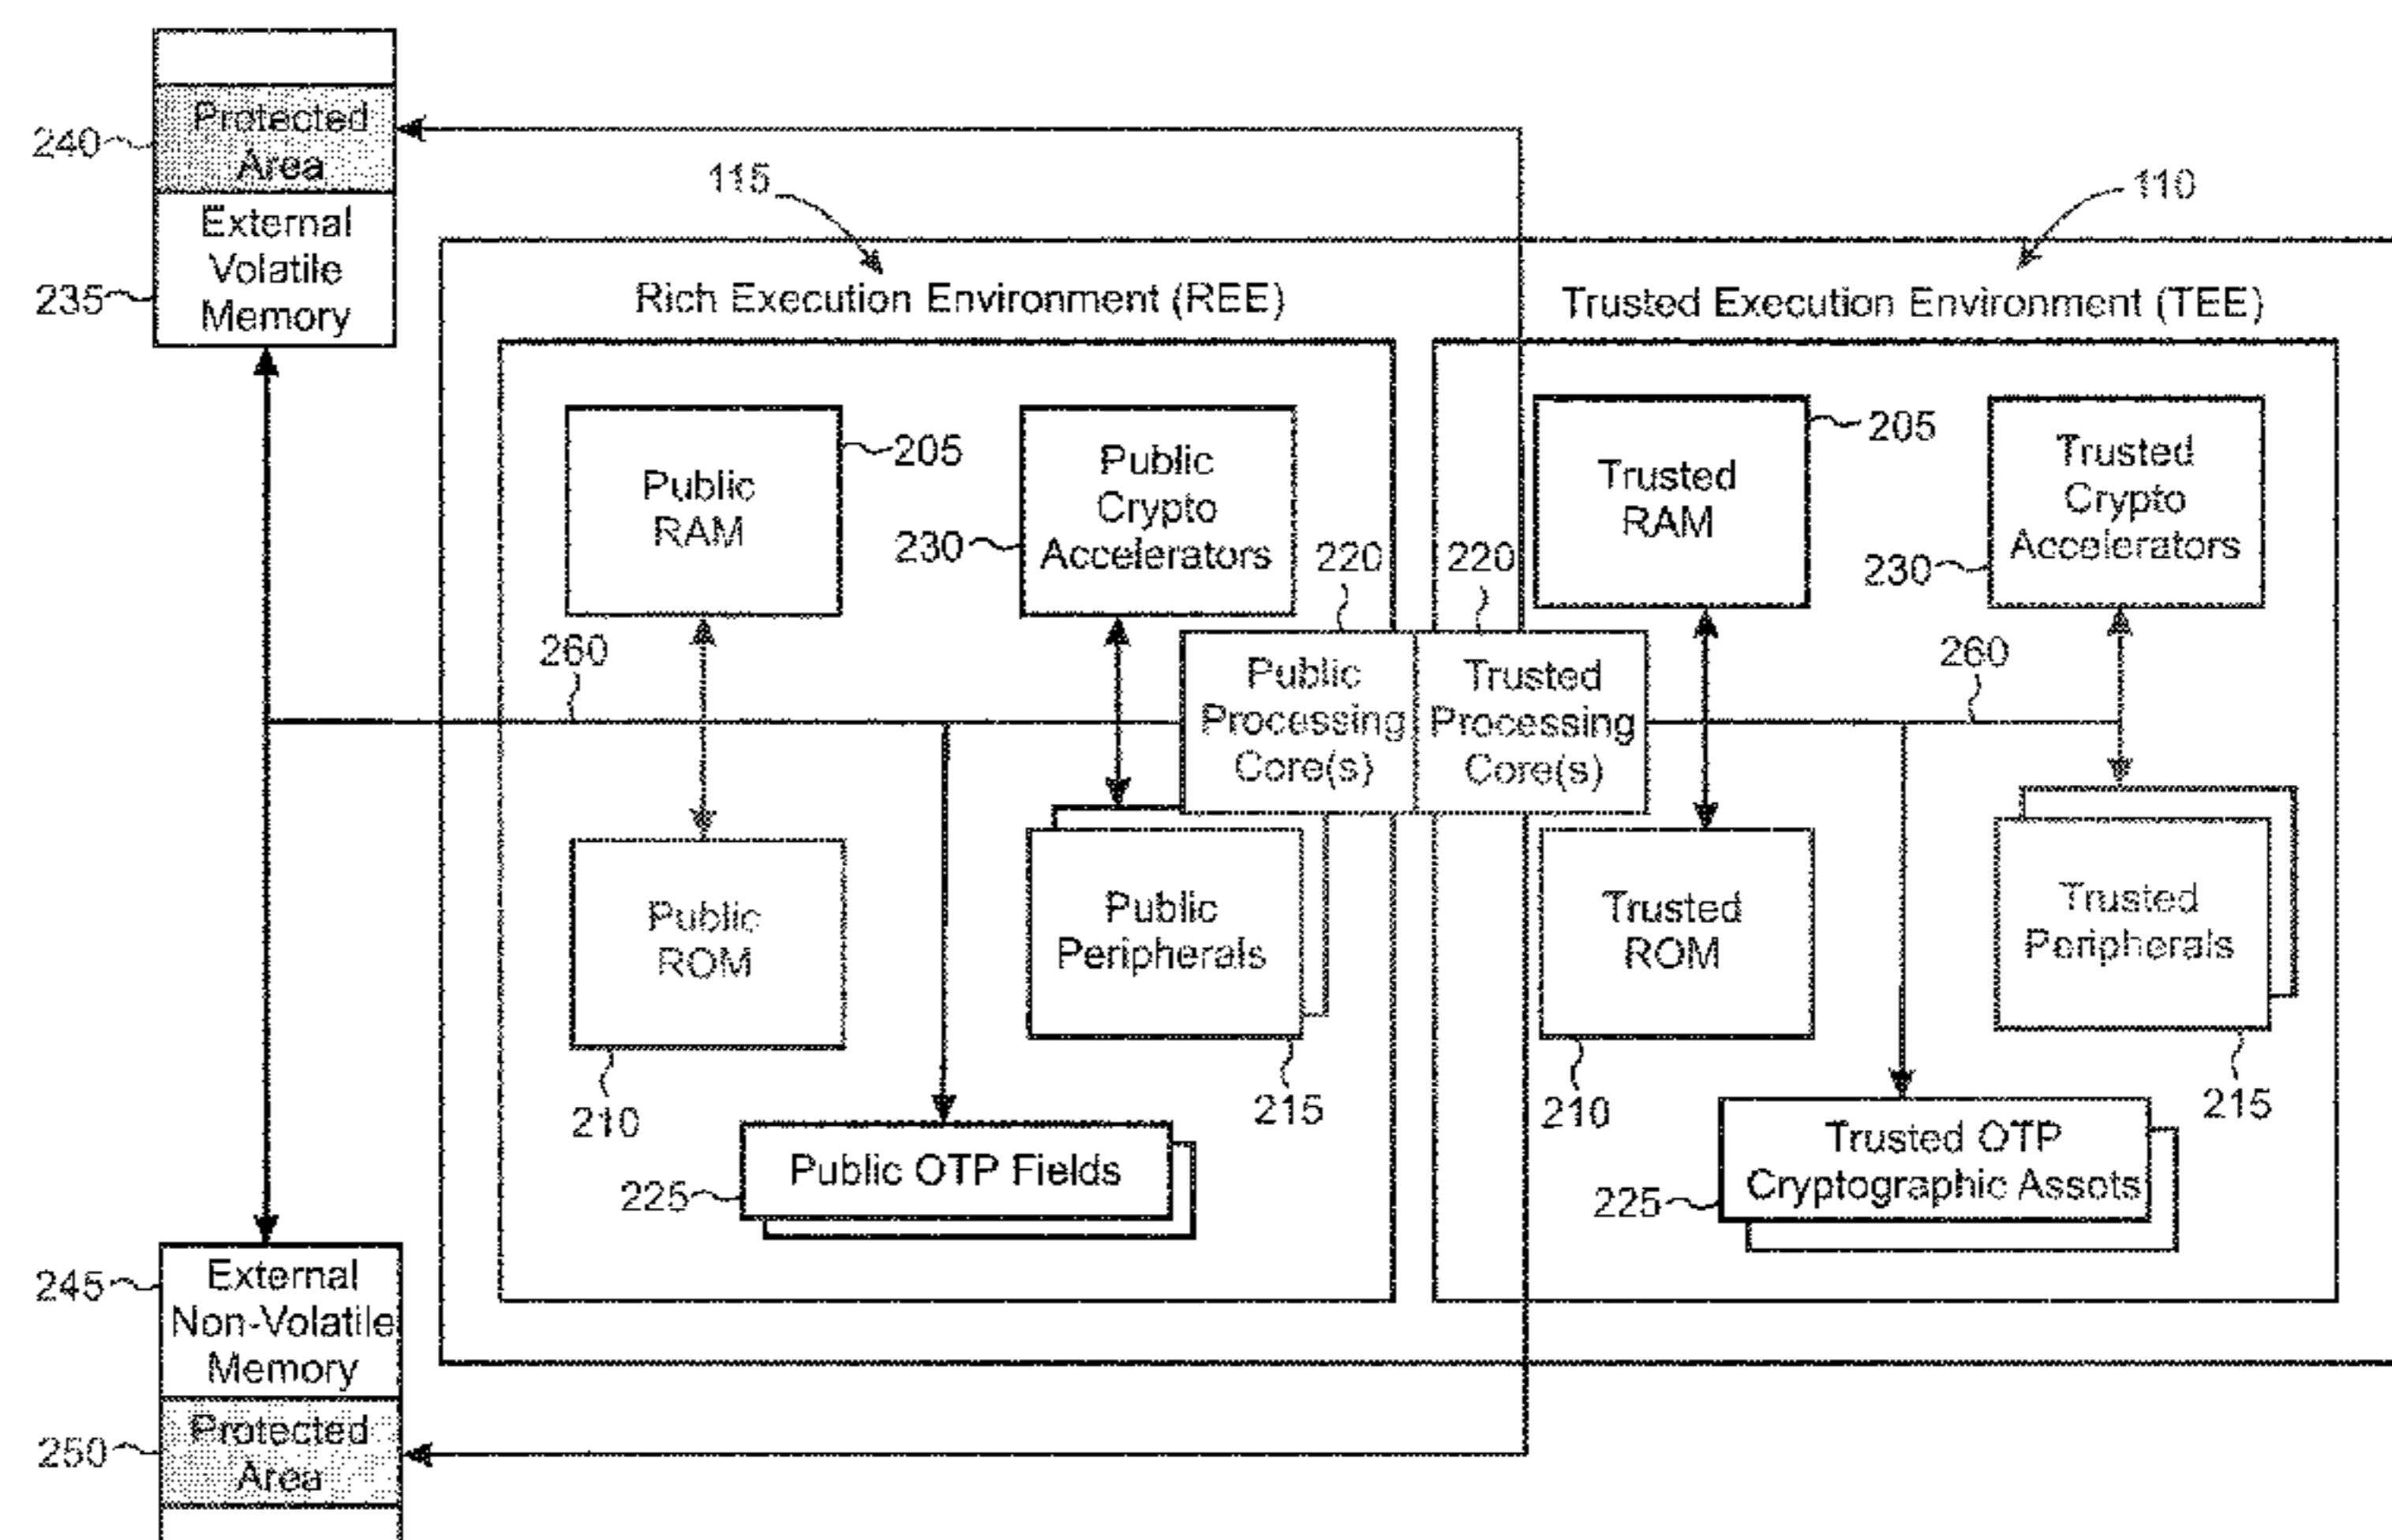 240
Protected
Area
External
Volatile
Memory
235
115
110
Rich Execution Environment (REE)
Trusted Execution Environment (TEE)
Public
RAM
205
Public
Crypto
Accelerators
230
220
220
Trusted
RAM
205
Trusted
Crypto
Accelerators
230
260
Public
Processing
Core(s)
Trusted
Processing
Core(s)
260
Public
ROM
210
Public
Peripherals
215
Trusted
ROM
210
Trusted
Peripherals
215
Public OTP Fields
225
Trusted OTP
Cryptographic Assets
225
245
External
Non-Volatile
Memory
250
Protected
Area